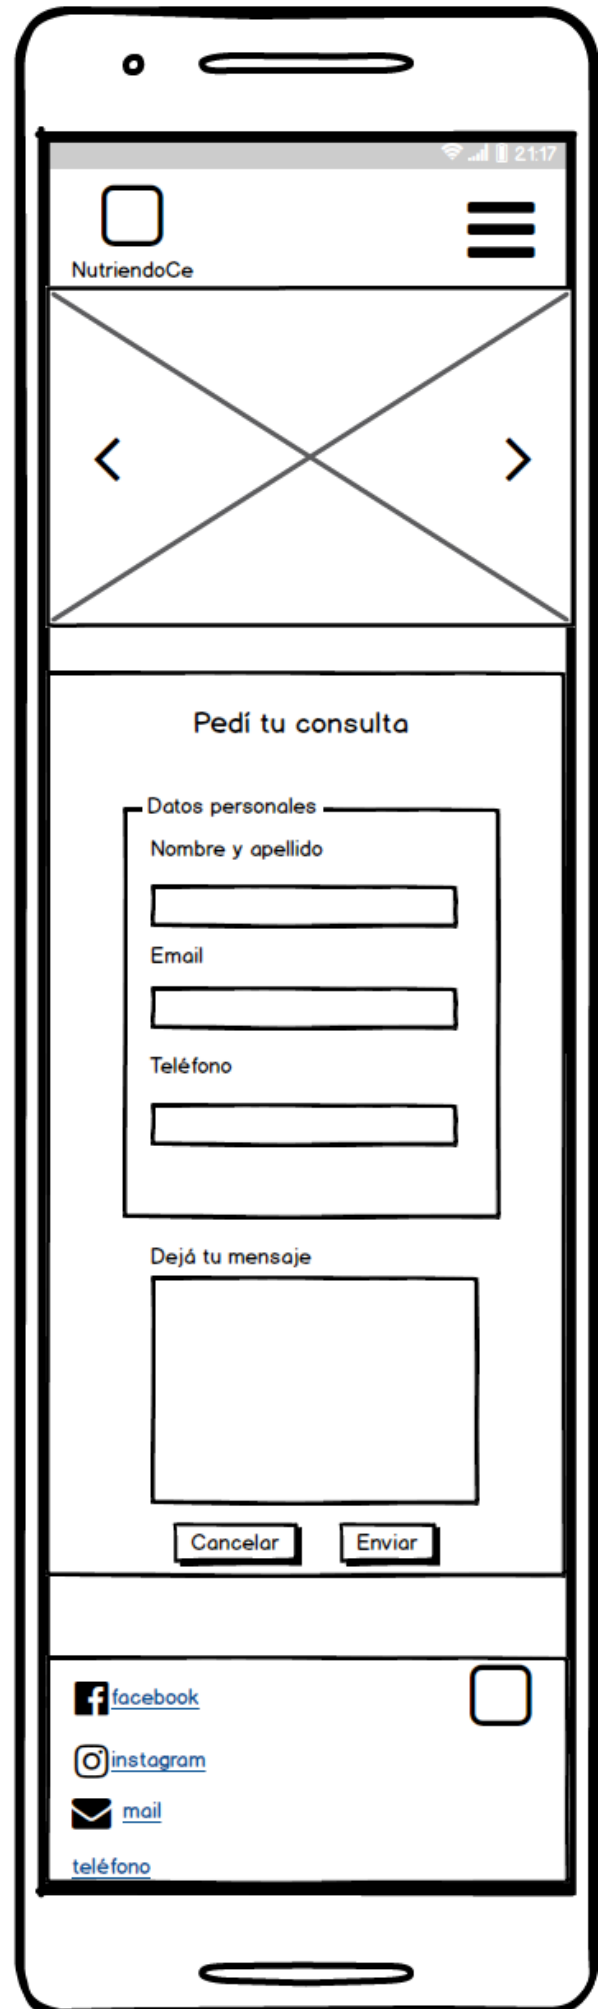 21:17
NutriendoCe
Pedí tu consulta
Datos personales
Nombre y apellido
Email
Teléfono
Dejá tu mensaje
Cancelar Enviar
facebook
instagram
mail
teléfono